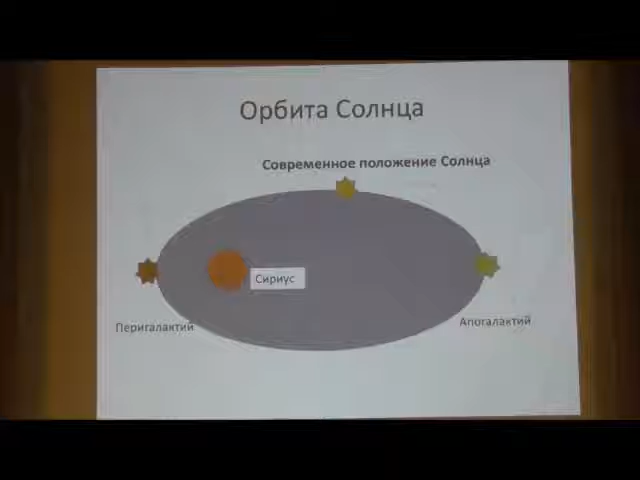 Орбита Солнца
Современное положение Солнца
Сириус
Перигалактий
Апогалактий